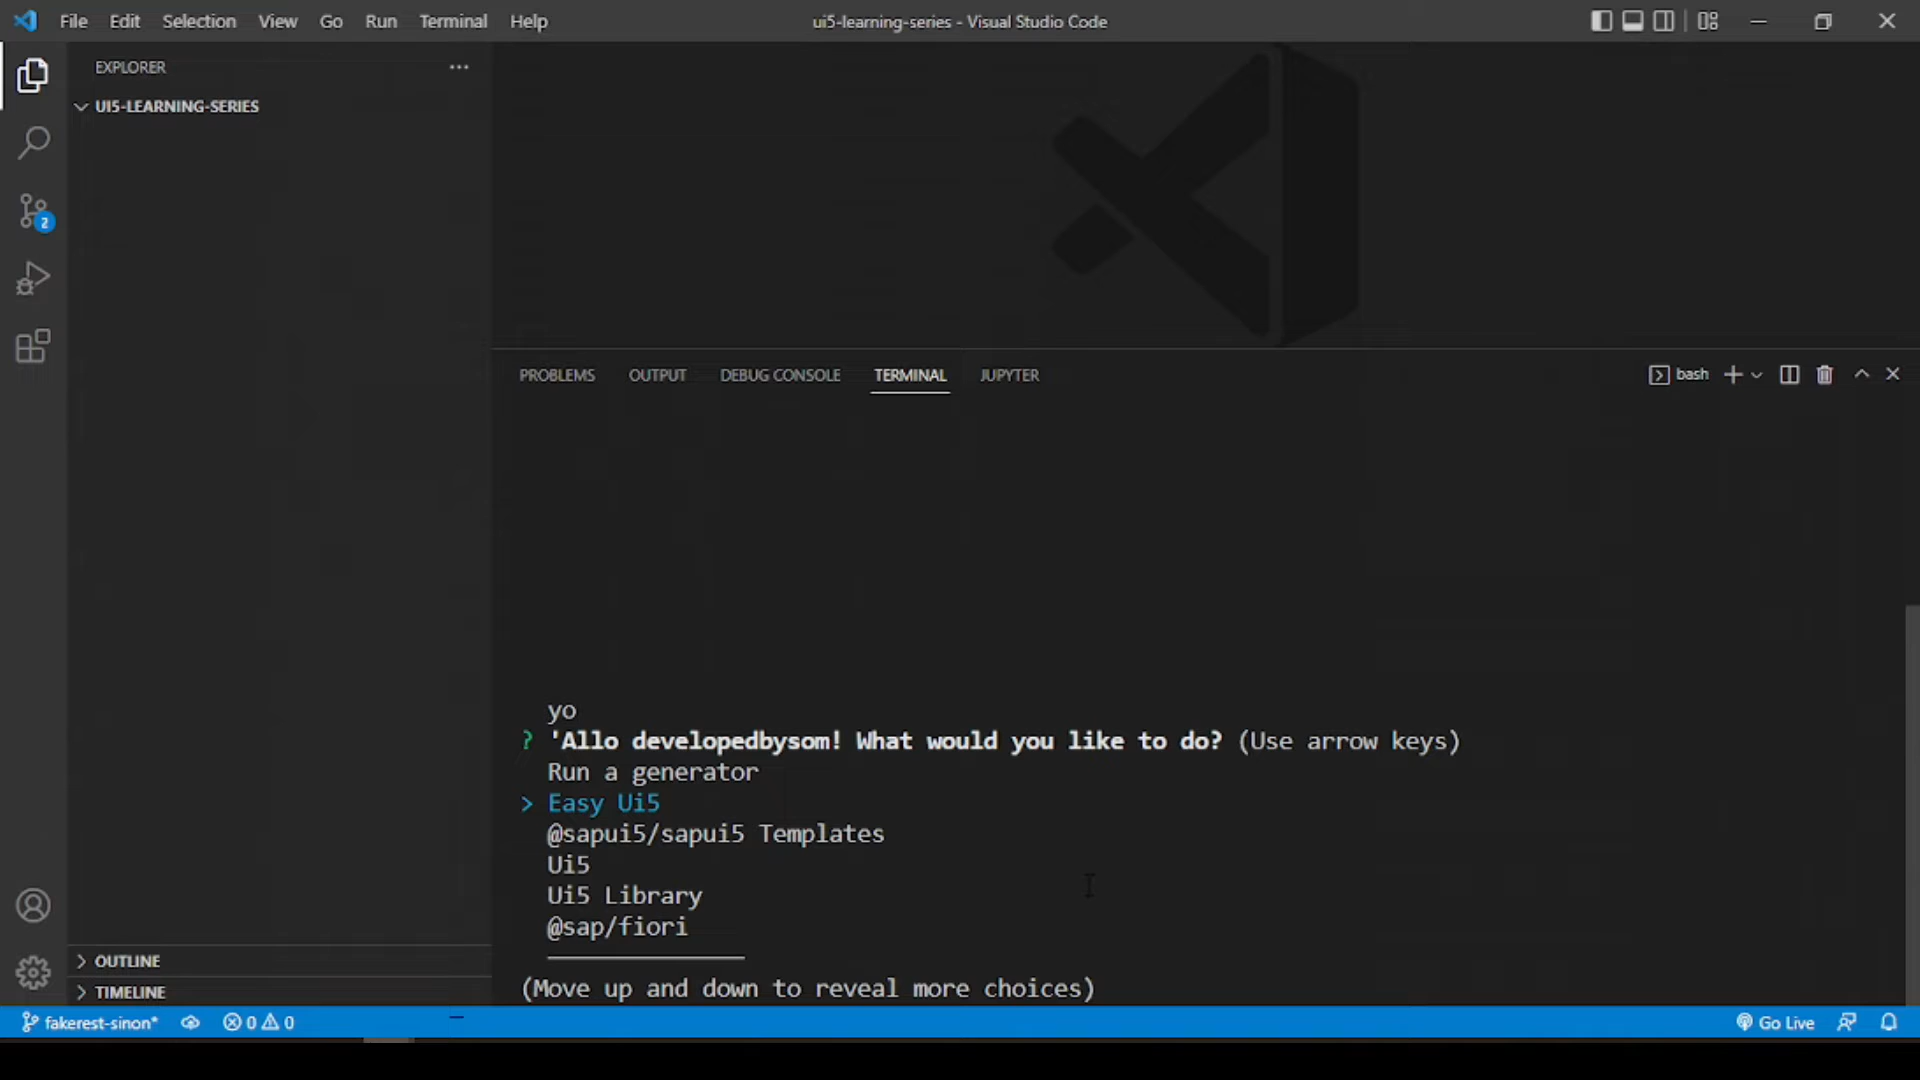 File Edit Selection View Go Run Terminal Help
ui5-learning-series - Visual Studio Code
EXPLORER
UI5-LEARNING-SERIES
2
PROBLEMS OUTPUT DEBUG CONSOLE TERMINAL JUPYTER
bash
yo
? 'Allo developedbysom! What would you like to do? (Use arrow keys)
Run a generator
> Easy Ui5
@sapui5/sapui5 Templates
Ui5
Ui5 Library
@sap/fiori
(Move up and down to reveal more choices)
OUTLINE
TIMELINE
fakerest-sinon* 0 0
Go Live